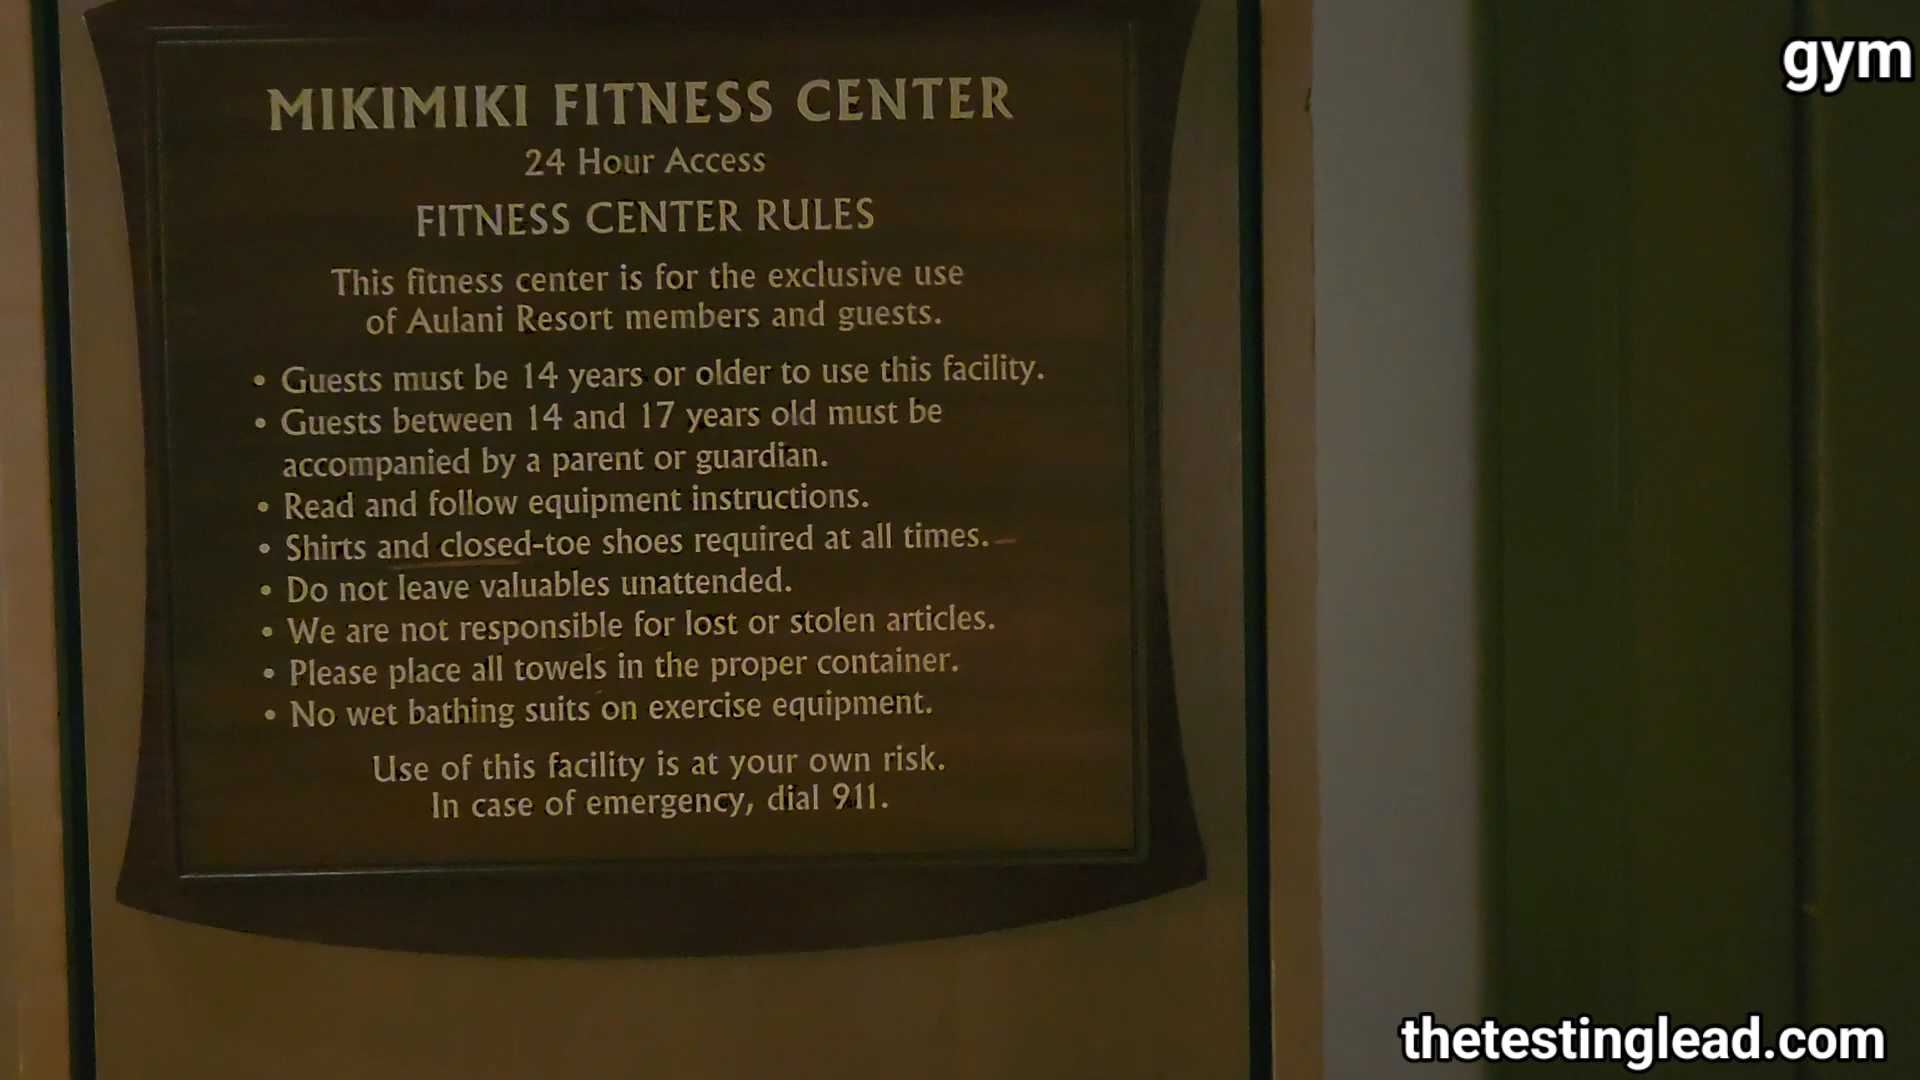 gym
MIKIMIKI FITNESS CENTER
24 Hour Access
FITNESS CENTER RULES
This fitness center is for the exclusive use
of Aulani Resort members and guests.
• Guests must be 14 years or older to use this facility.
• Guests between 14 and 17 years old must be
accompanied by a parent or guardian.
• Read and follow equipment instructions.
• Shirts and closed-toe shoes required at all times.
• Do not leave valuables unattended.
• We are not responsible for lost or stolen articles.
• Please place all towels in the proper container.
• No wet bathing suits on exercise equipment.
Use of this facility is at your own risk.
In case of emergency, dial 911.
thetestinglead.com